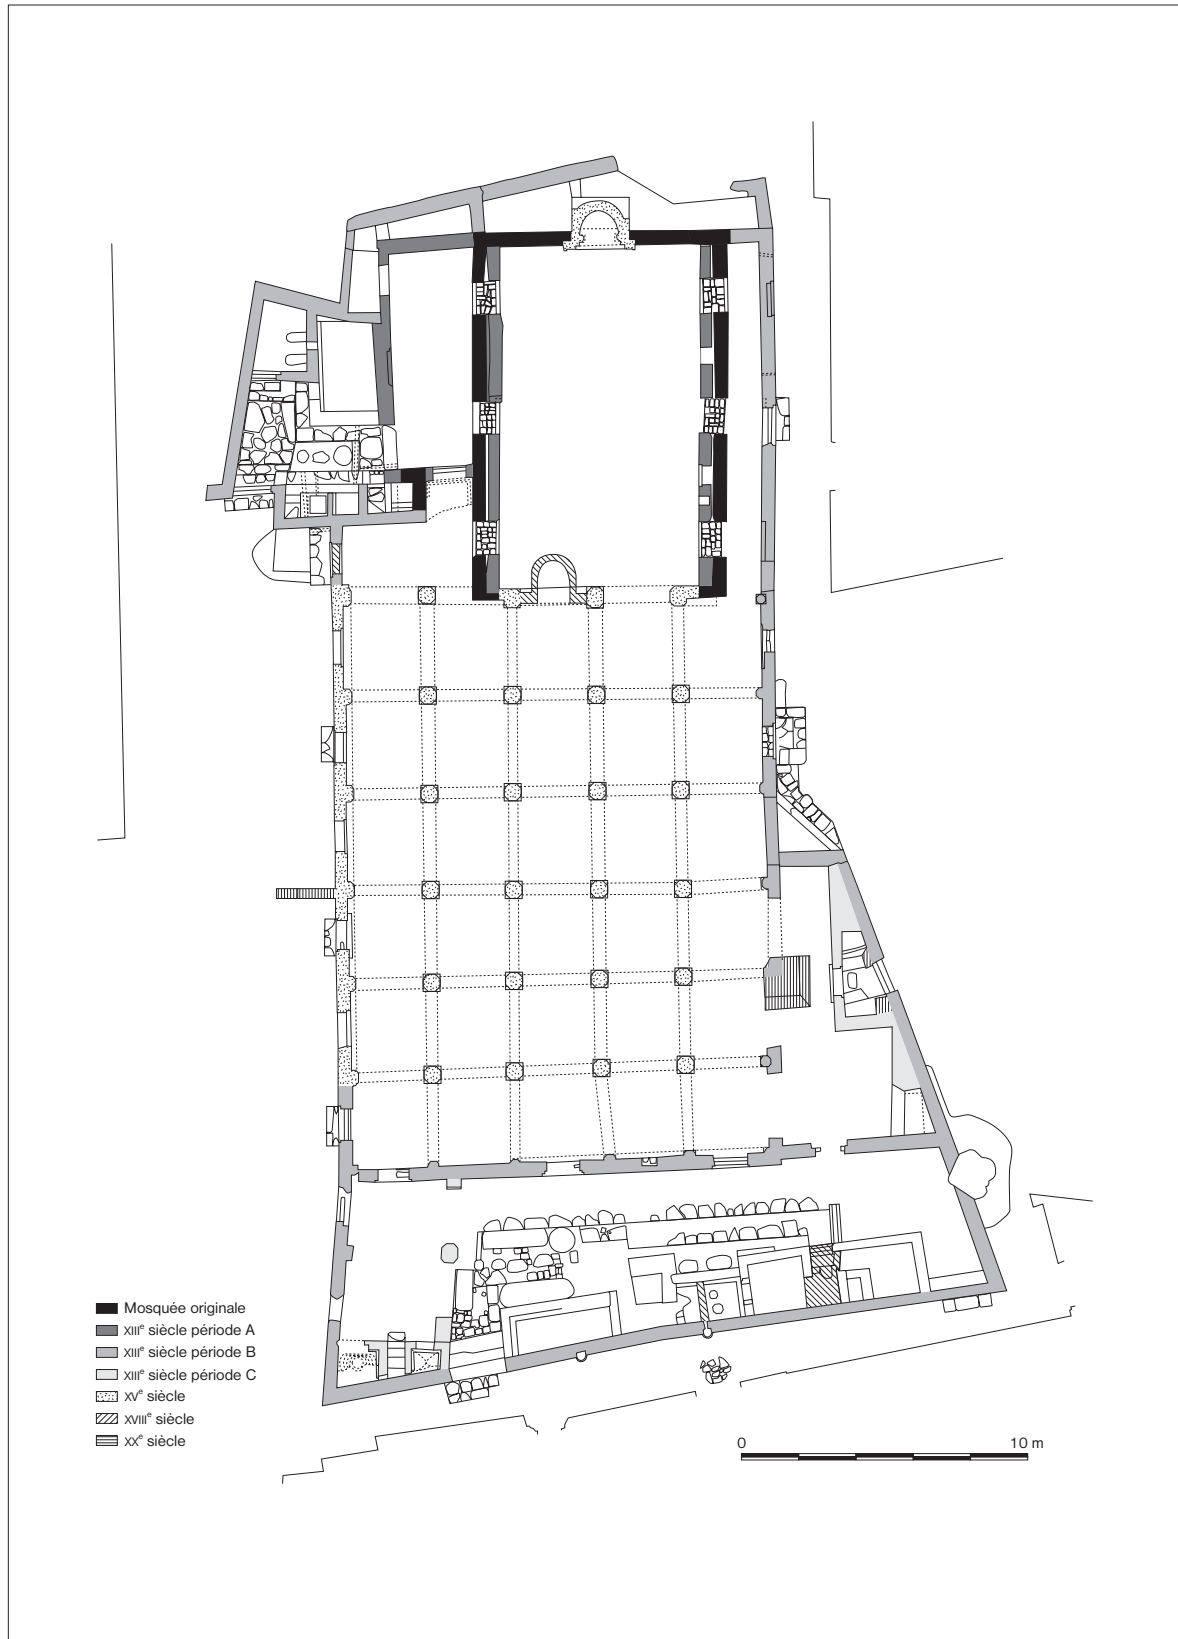 Mosquée originale
XIIIe siècle période A
XIIIe siècle période B
XIIIe siècle période C
XVe siècle
XVIIIe siècle
XXe siècle
0 10 m